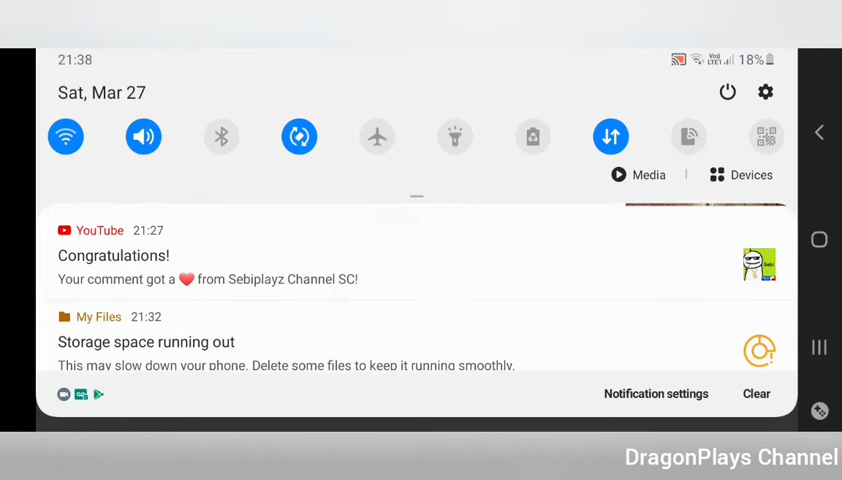 21:38
VoD LTE1 18%
Sat, Mar 27
Media | Devices
YouTube 21:27
Congratulations!
Your comment got a ❤️ from Sebiplayz Channel SC!
My Files 21:32
Storage space running out
This may slow down your phone. Delete some files to keep it running smoothly.
Notification settings Clear
DragonPlays Channel